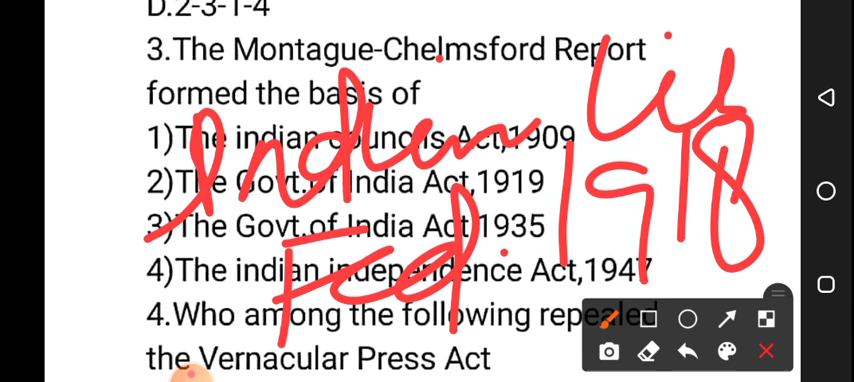 D.2-3-1-4
3.The Montague-Chelmsford Report
formed the basis of
1)The indian councils Act,1909
2)The Govt.of India Act,1919
3)The Govt.of India Act 1935
4)The indian independence Act,1947
4.Who among the following repealed
the Vernacular Press Act
Indian Lib
Fed. 1918